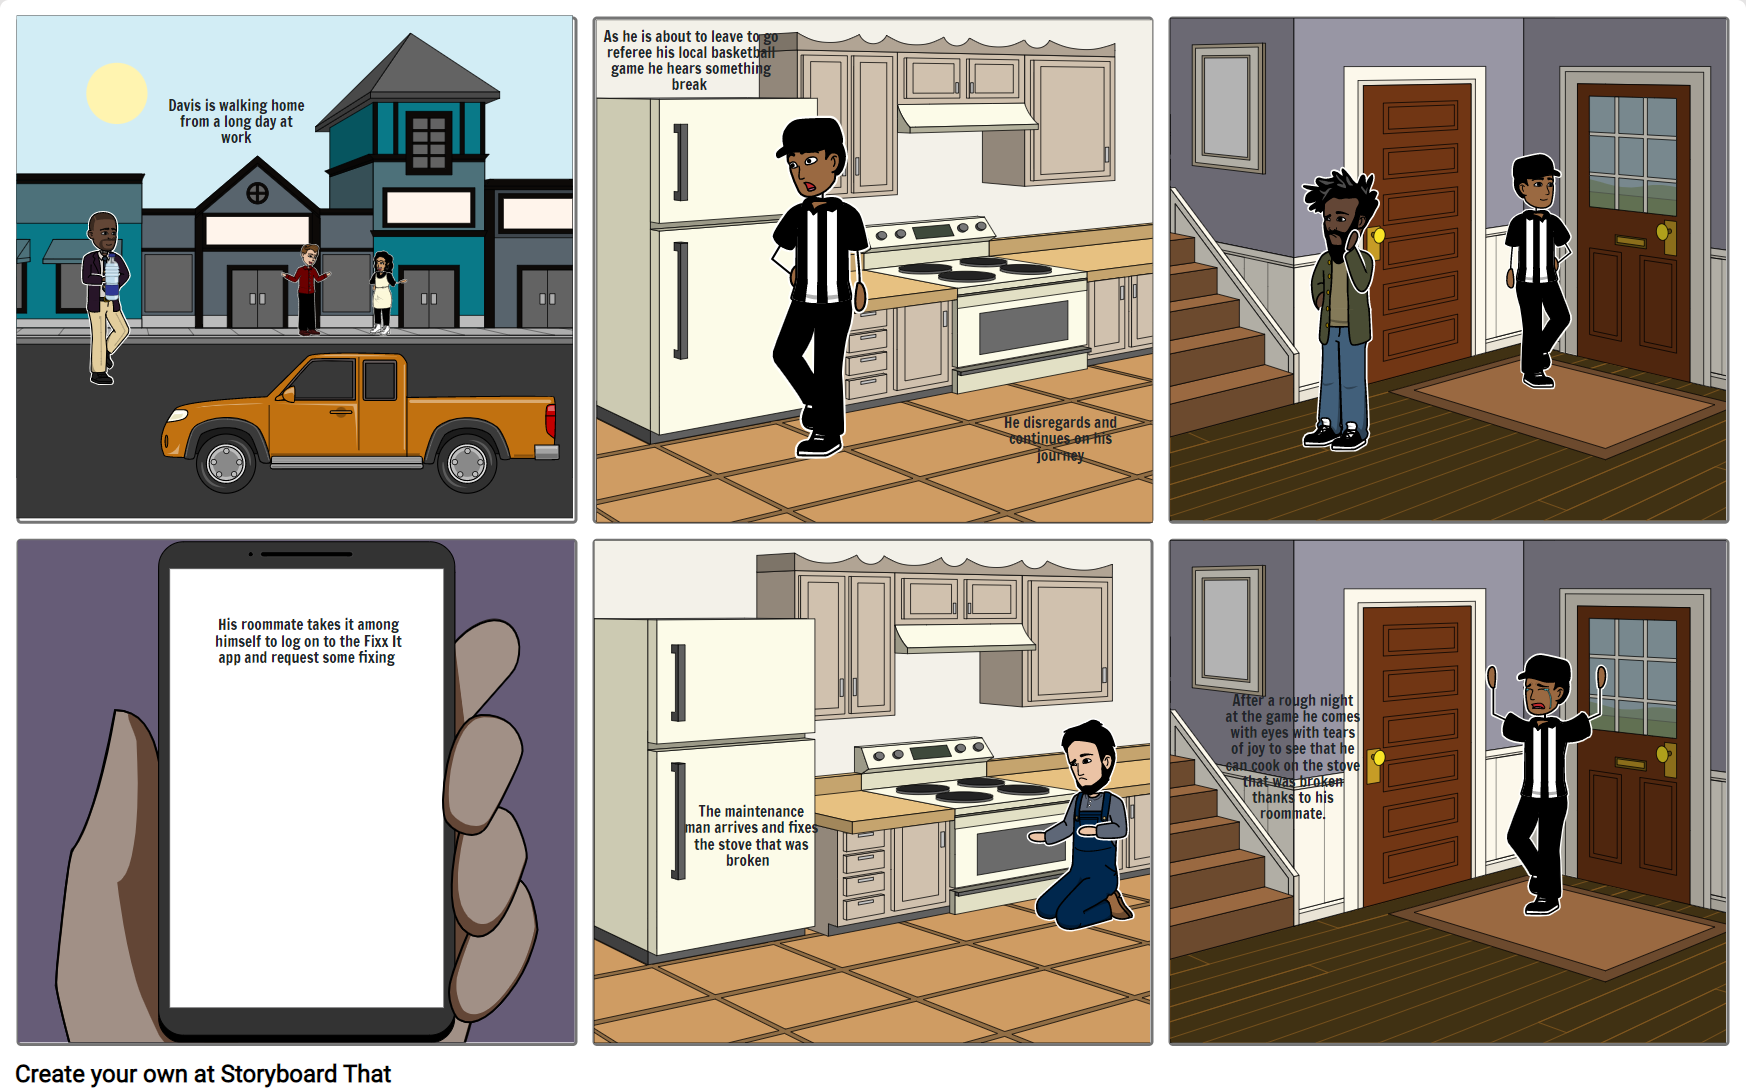 Davis is walking home
from a long day at
work
As he is about to leave to go
referee his local basketball
game he hears something
break
He disregards and
continues on his
journey
His roommate takes it among
himself to log on to the Fixx It
app and request some fixing
The maintenance
man arrives and fixes
the stove that was
broken
After a rough night
at the game he comes
with eyes with tears
of joy to see that he
can cook on the stove
that was broken
thanks to his
roommate.
Create your own at Storyboard That